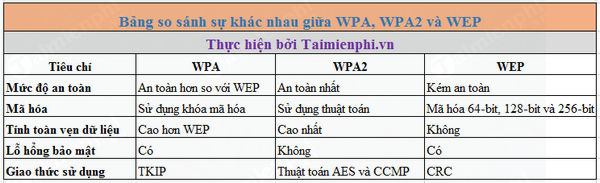 Bảng so sánh sự khác nhau giữa WPA, WPA2 và WEP
Thực hiện bởi Taimienphi.vn
Tiêu chí WPA WPA2 WEP
Mức độ an toàn An toàn hơn so với WEP An toàn nhất Kém an toàn
Mã hóa Sử dụng khóa mã hóa Sử dụng thuật toán Mã hóa 64-bit, 128-bit và 256-bit
Tính toàn vẹn dữ liệu Cao hơn WEP Cao nhất Không
Lỗ hổng bảo mật Có Không Có
Giao thức sử dụng TKIP Thuật toán AES và CCMP CRC